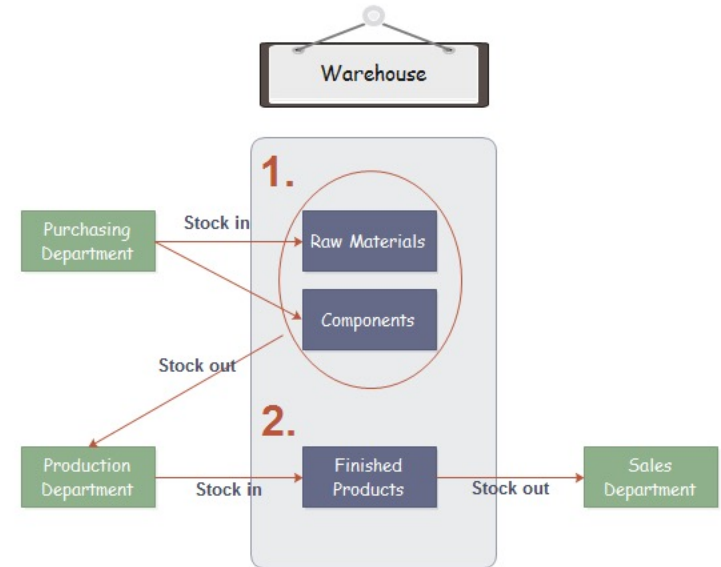 Warehouse
1.
Purchasing
Department
Stock in
Raw Materials
Components
Stock out
2.
Production
Department
Stock in
Finished
Products
Stock out
Sales
Department